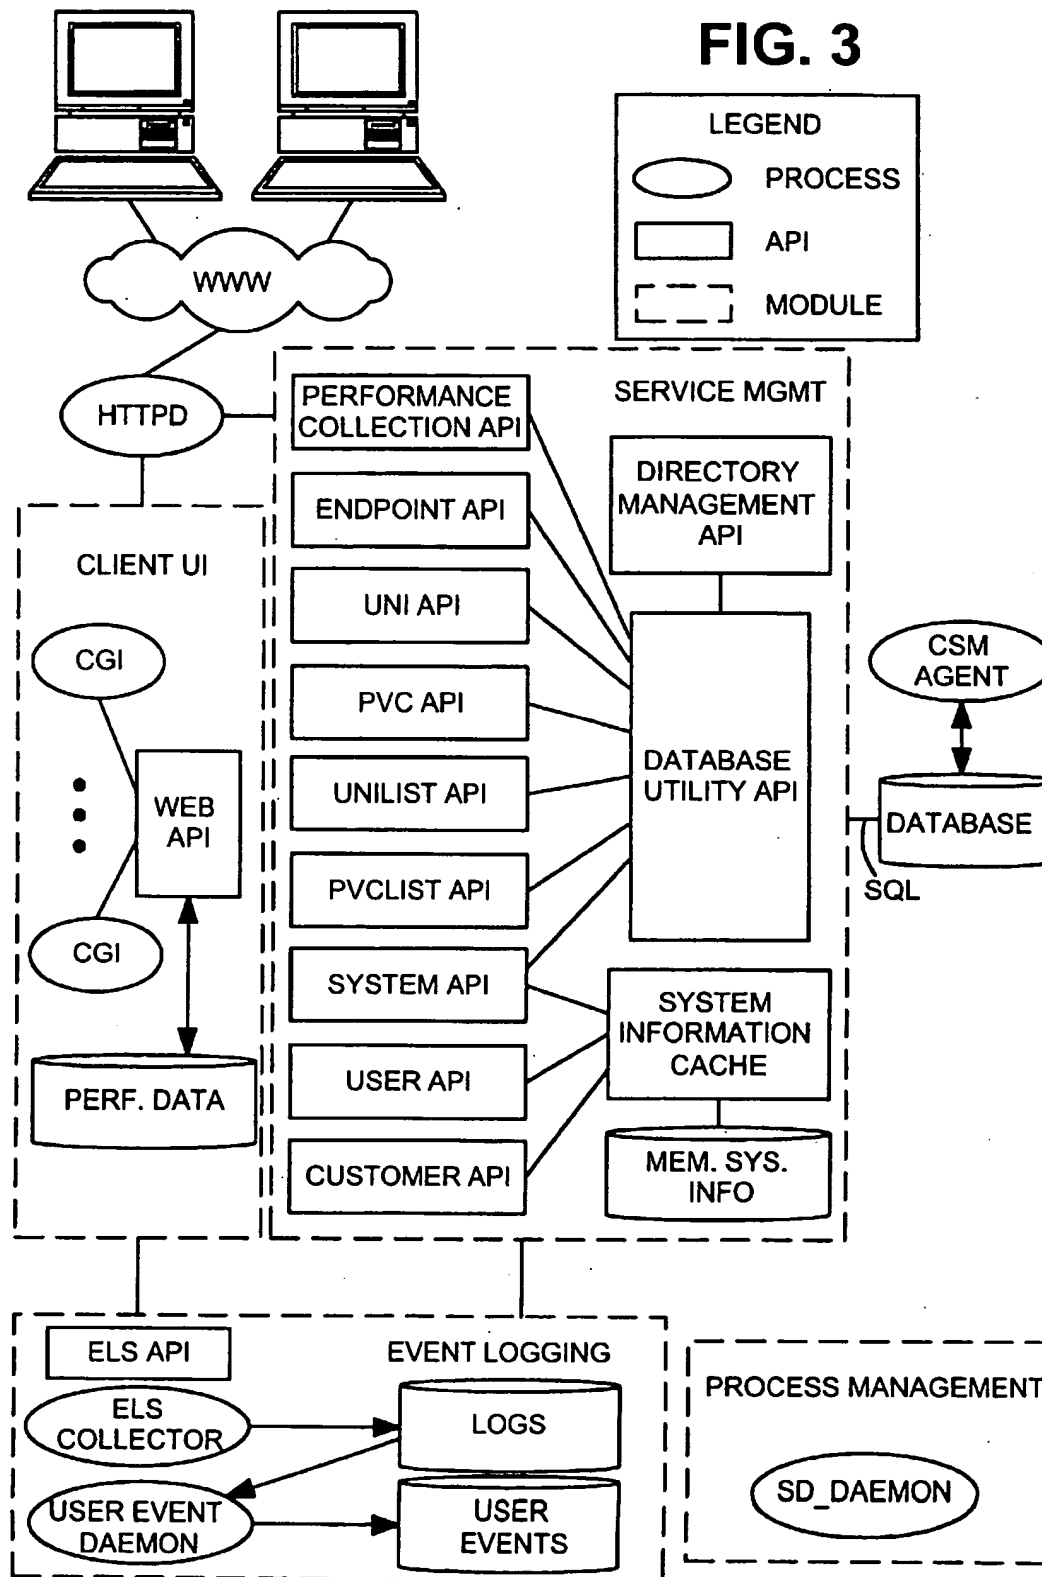 FIG. 3
LEGEND
PROCESS
API
MODULE
WWW
HTTPD
SERVICE MGMT
PERFORMANCE
COLLECTION API
ENDPOINT API
UNI API
PVC API
UNILIST API
PVCLIST API
SYSTEM API
USER API
CUSTOMER API
DIRECTORY
MANAGEMENT
API
DATABASE
UTILITY API
SYSTEM
INFORMATION
CACHE
MEM. SYS.
INFO
CLIENT UI
CGI
WEB
API
CGI
PERF. DATA
CSM
AGENT
DATABASE
SQL
EVENT LOGGING
ELS API
ELS
COLLECTOR
LOGS
USER EVENT
DAEMON
USER
EVENTS
PROCESS MANAGEMENT
SD_DAEMON